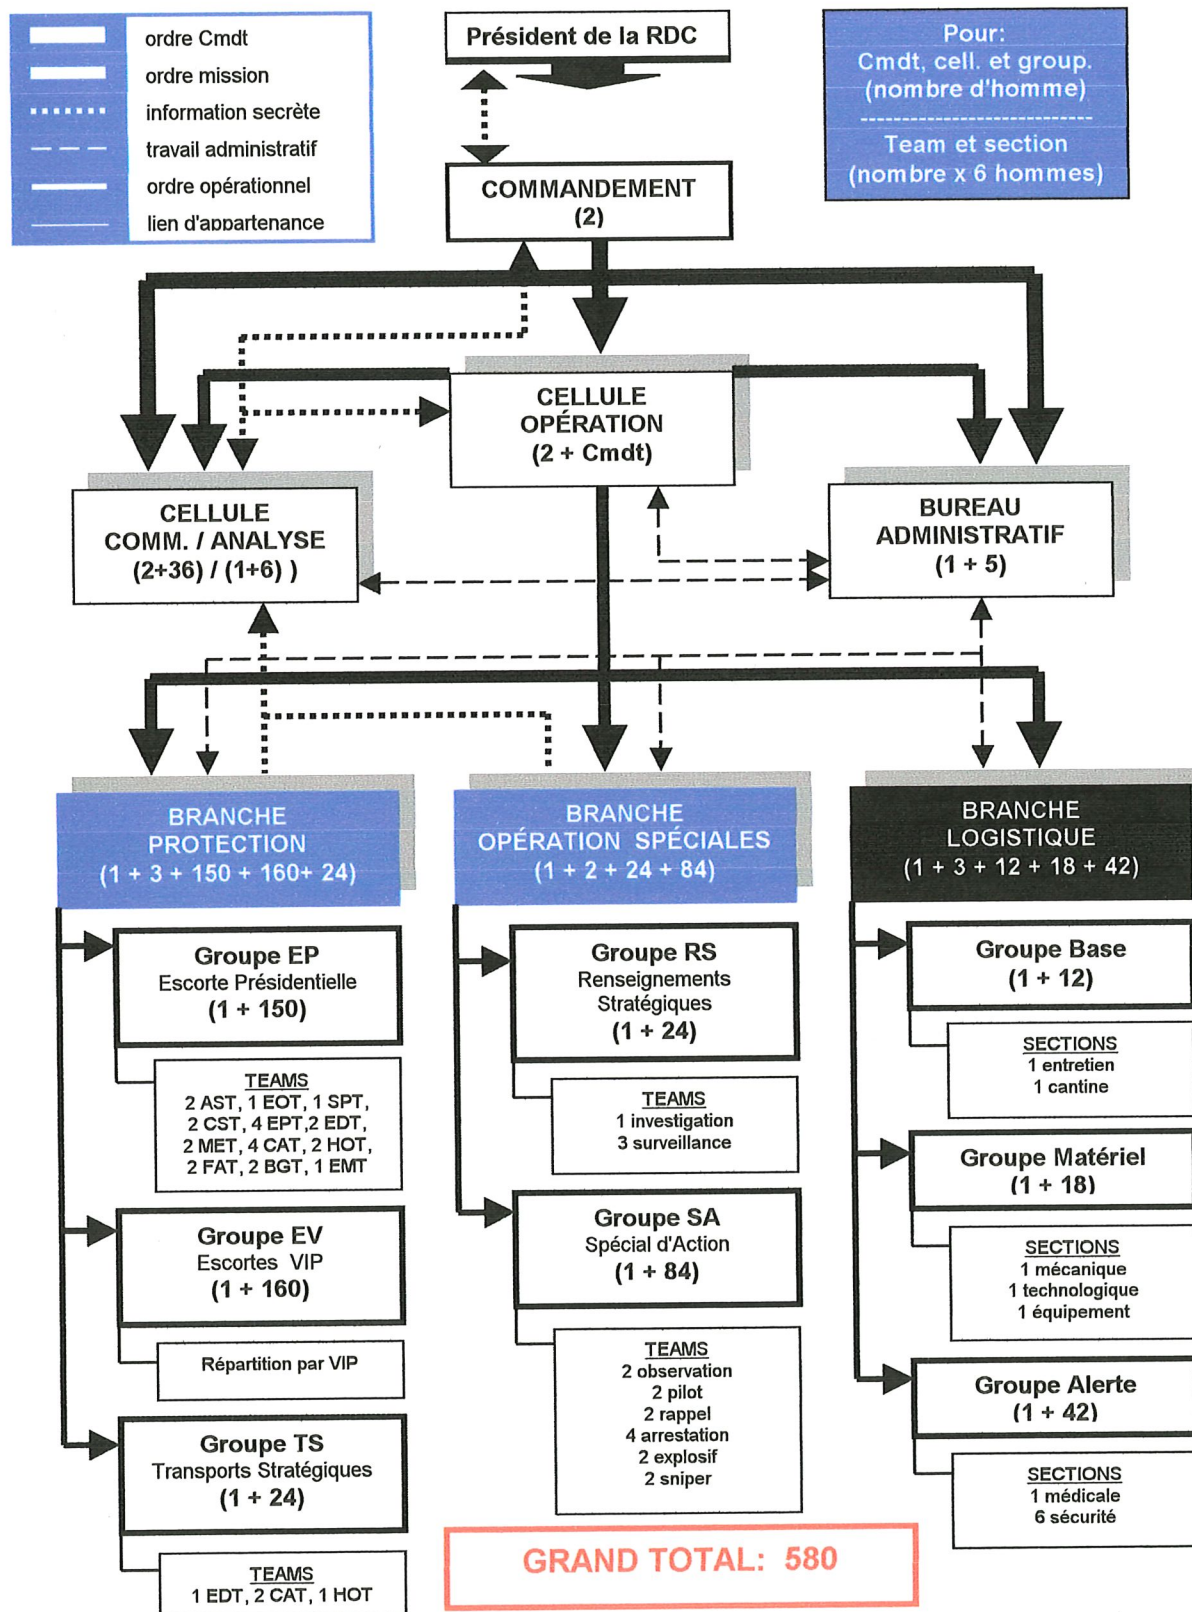 ordre Cmdt
ordre mission
information secrète
travail administratif
ordre opérationnel
lien d'appartenance
Président de la RDC
Pour:
Cmdt, cell. et group.
(nombre d'homme)
Team et section
(nombre x 6 hommes)
COMMANDEMENT
(2)
CELLULE
OPÉRATION
(2 + Cmdt)
CELLULE
COMM. / ANALYSE
(2+36) / (1+6) )
BUREAU
ADMINISTRATIF
(1 + 5)
BRANCHE
PROTECTION
(1 + 3 + 150 + 160+ 24)
BRANCHE
OPÉRATION SPÉCIALES
(1 + 2 + 24 + 84)
BRANCHE
LOGISTIQUE
(1 + 3 + 12 + 18 + 42)
Groupe EP
Escorte Présidentielle
(1 + 150)
TEAMS
2 AST, 1 EOT, 1 SPT,
2 CST, 4 EPT,2 EDT,
2 MET, 4 CAT, 2 HOT,
2 FAT, 2 BGT, 1 EMT
Groupe EV
Escortes VIP
(1 + 160)
Répartition par VIP
Groupe TS
Transports Stratégiques
(1 + 24)
TEAMS
1 EDT, 2 CAT, 1 HOT
Groupe RS
Renseignements
Stratégiques
(1 + 24)
TEAMS
1 investigation
3 surveillance
Groupe SA
Spécial d'Action
(1 + 84)
TEAMS
2 observation
2 pilot
2 rappel
4 arrestation
2 explosif
2 sniper
Groupe Base
(1 + 12)
SECTIONS
1 entretien
1 cantine
Groupe Matériel
(1 + 18)
SECTIONS
1 mécanique
1 technologique
1 équipement
Groupe Alerte
(1 + 42)
SECTIONS
1 médicale
6 sécurité
GRAND TOTAL: 580